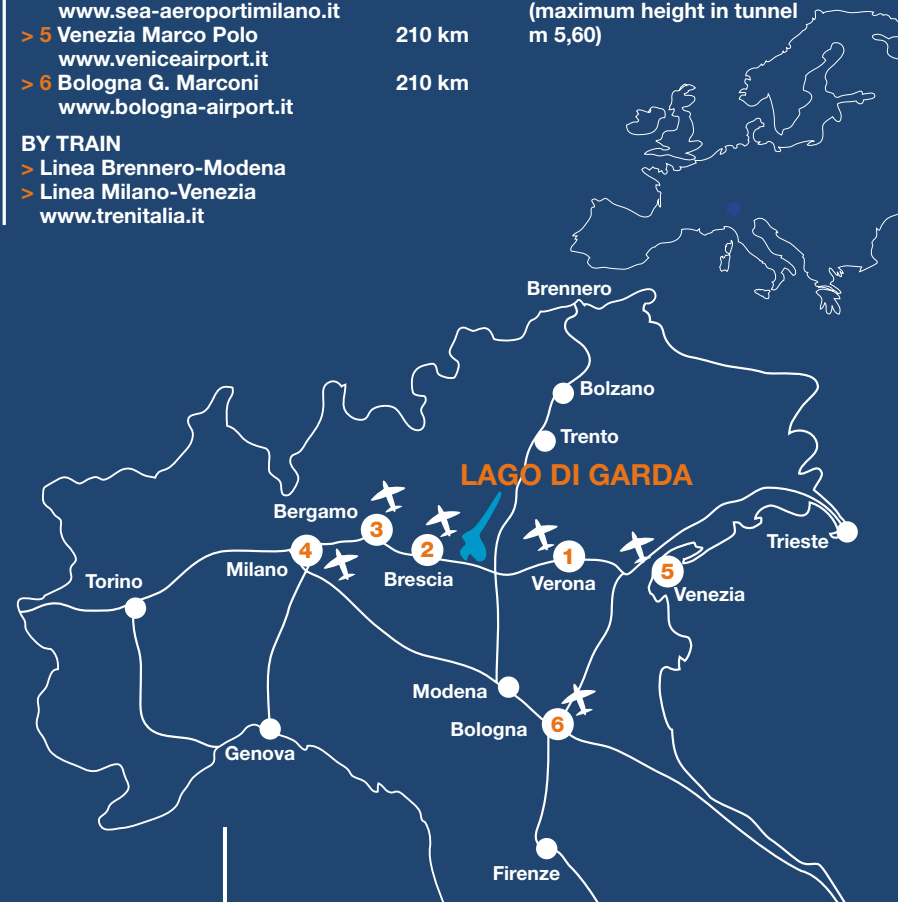 www.sea-aeroportimilano.it
> 5 Venezia Marco Polo 210 km
www.veniceairport.it
> 6 Bologna G. Marconi 210 km
www.bologna-airport.it
BY TRAIN
> Linea Brennero-Modena
> Linea Milano-Venezia
www.trenitalia.it
(maximum height in tunnel
m 5,60)
Brennero
Bolzano
Trento
LAGO DI GARDA
Bergamo
3
4
2
1
5
Milano
Brescia
Verona
Venezia
Trieste
Torino
Modena
Bologna
6
Genova
Firenze